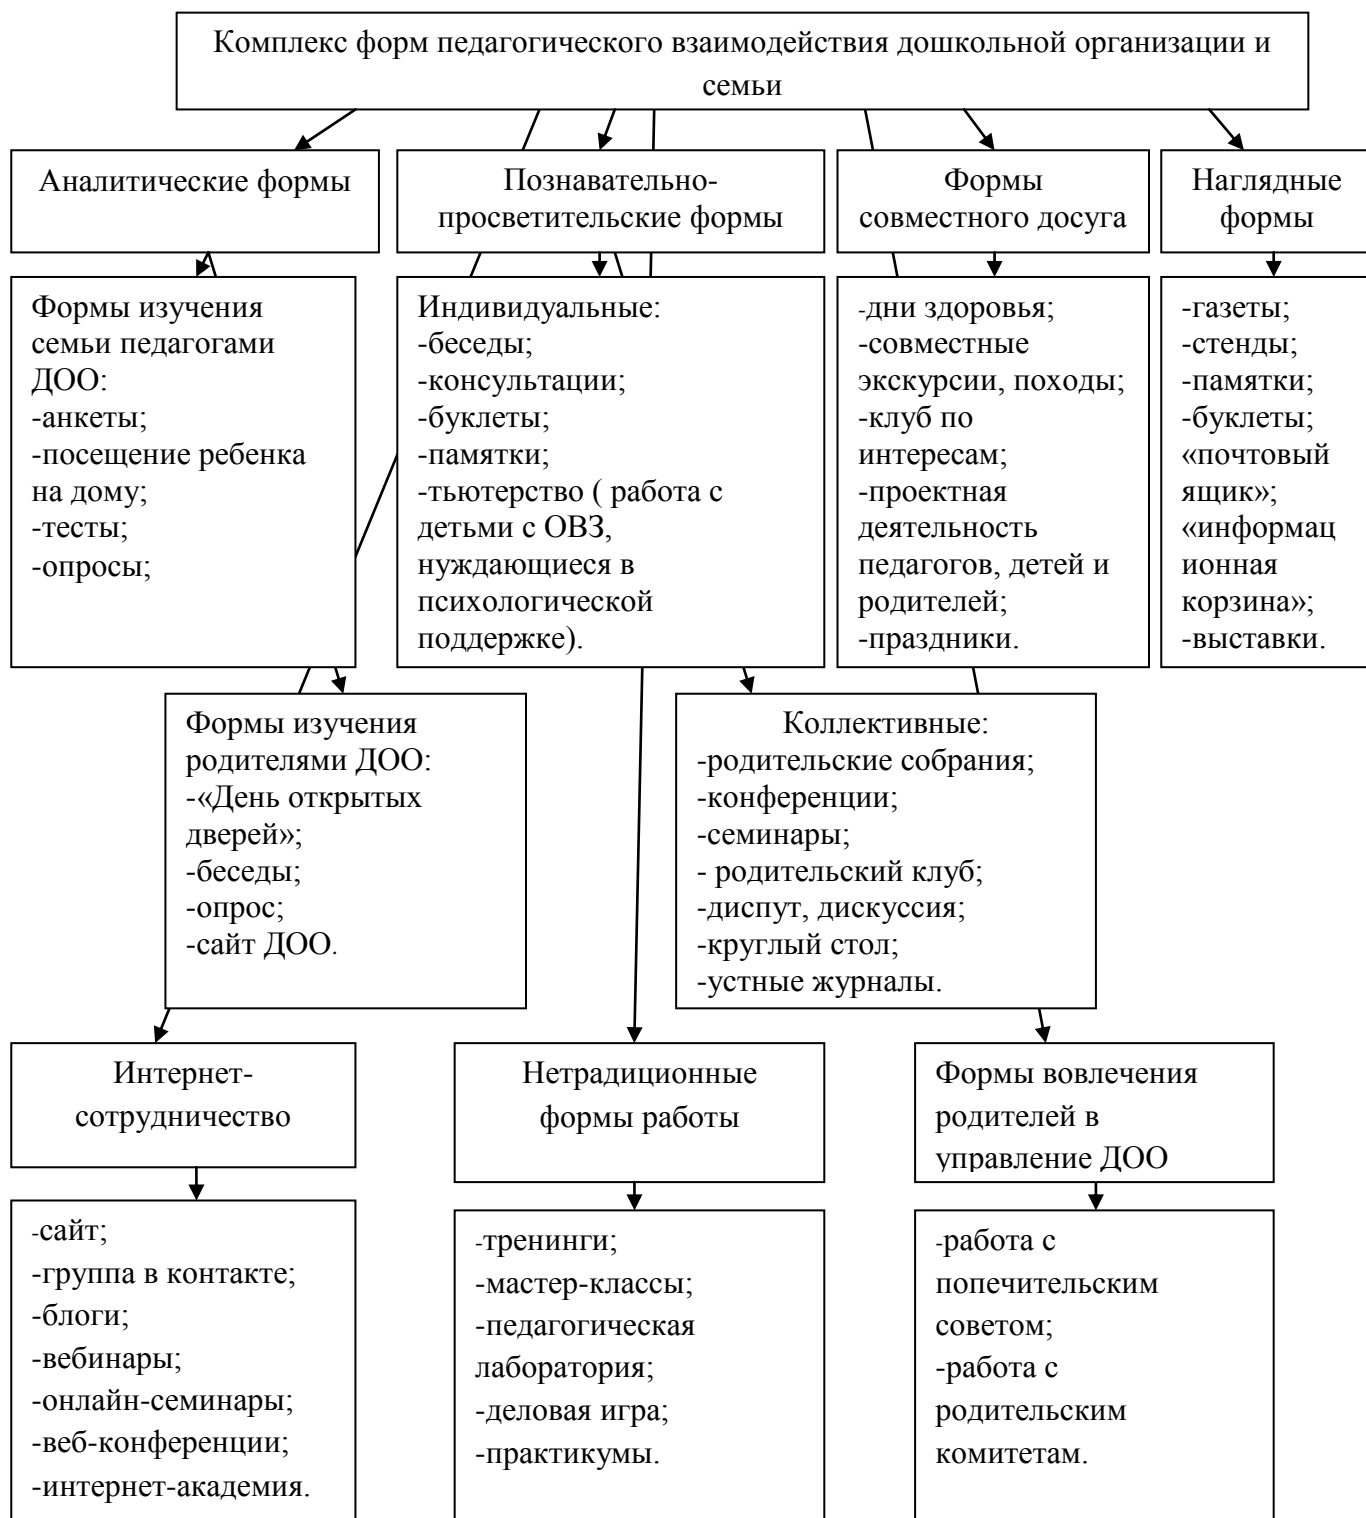 Комплекс форм педагогического взаимодействия дошкольной организации и
семьи
Аналитические формы
Познавательно-
просветительские формы
Формы
совместного досуга
Наглядные
формы
Формы изучения
семьи педагогами
ДОО:
-анкеты;
-посещение ребенка
на дому;
-тесты;
-опросы;
Индивидуальные:
-беседы;
-консультации;
-буклеты;
-памятки;
-тьютерство ( работа с
детьми с ОВЗ,
нуждающиеся в
психологической
поддержке).
-дни здоровья;
-совместные
экскурсии, походы;
-клуб по
интересам;
-проектная
деятельность
педагогов, детей и
родителей;
-праздники.
-газеты;
-стенды;
-памятки;
-буклеты;
«почтовый
ящик»;
«информац
ионная
корзина»;
-выставки.
Формы изучения
родителями ДОО:
-«День открытых
дверей»;
-беседы;
-опрос;
-сайт ДОО.
Коллективные:
-родительские собрания;
-конференции;
-семинары;
- родительский клуб;
-диспут, дискуссия;
-круглый стол;
-устные журналы.
Интернет-
сотрудничество
Нетрадиционные
формы работы
Формы вовлечения
родителей в
управление ДОО
-сайт;
-группа в контакте;
-блоги;
-вебинары;
-онлайн-семинары;
-веб-конференции;
-интернет-академия.
-тренинги;
-мастер-классы;
-педагогическая
лаборатория;
-деловая игра;
-практикумы.
-работа с
попечительским
советом;
-работа с
родительским
комитетам.